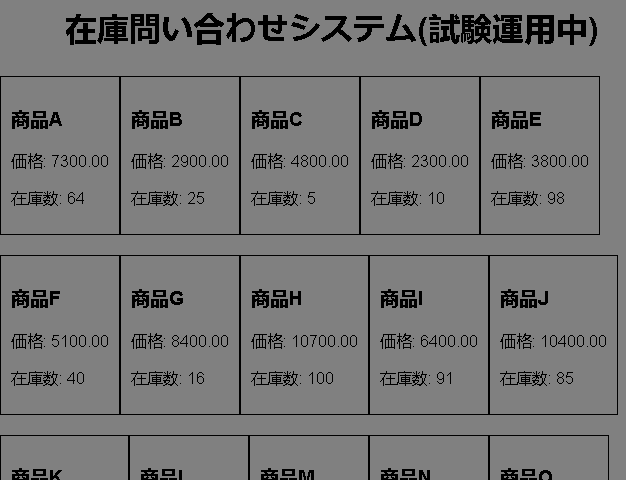 在庫問い合わせシステム(試験運用中)
商品A 商品B 商品C 商品D 商品E
価格: 7300.00 価格: 2900.00 価格: 4800.00 価格: 2300.00 価格: 3800.00
在庫数: 64 在庫数: 25 在庫数: 5 在庫数: 10 在庫数: 98
商品F 商品G 商品H 商品I 商品J
価格: 5100.00 価格: 8400.00 価格: 10700.00 価格: 6400.00 価格: 10400.00
在庫数: 40 在庫数: 16 在庫数: 100 在庫数: 91 在庫数: 85
商品K 商品L 商品M 商品N 商品O